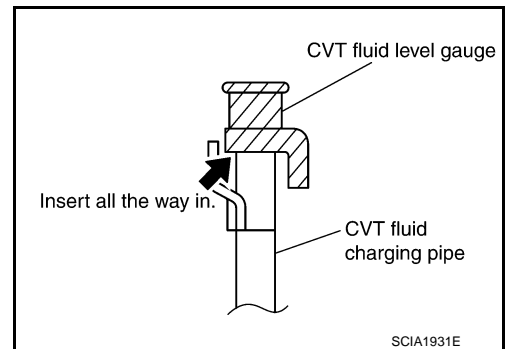 CVT fluid level gauge
Insert all the way in.
CVT fluid
charging pipe
SCIA1931E